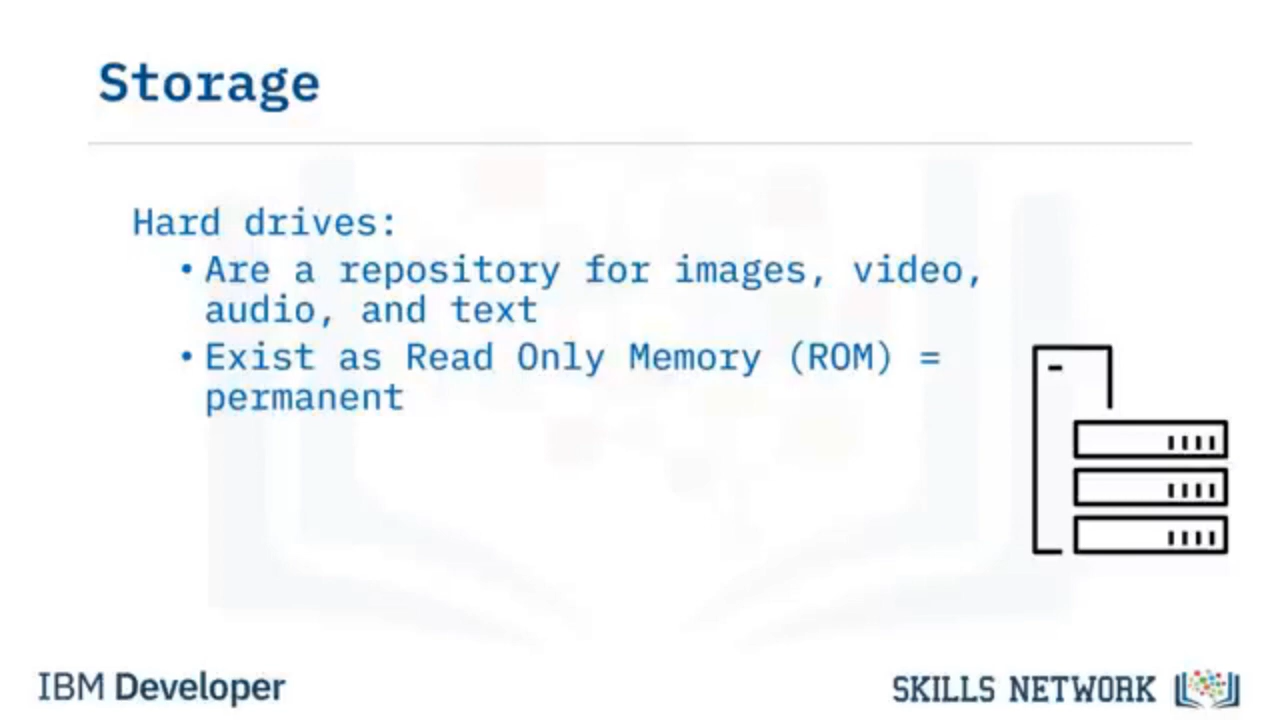 Storage
Hard drives:
• Are a repository for images, video,
audio, and text
• Exist as Read Only Memory (ROM) =
permanent
IBM Developer
SKILLS NETWORK